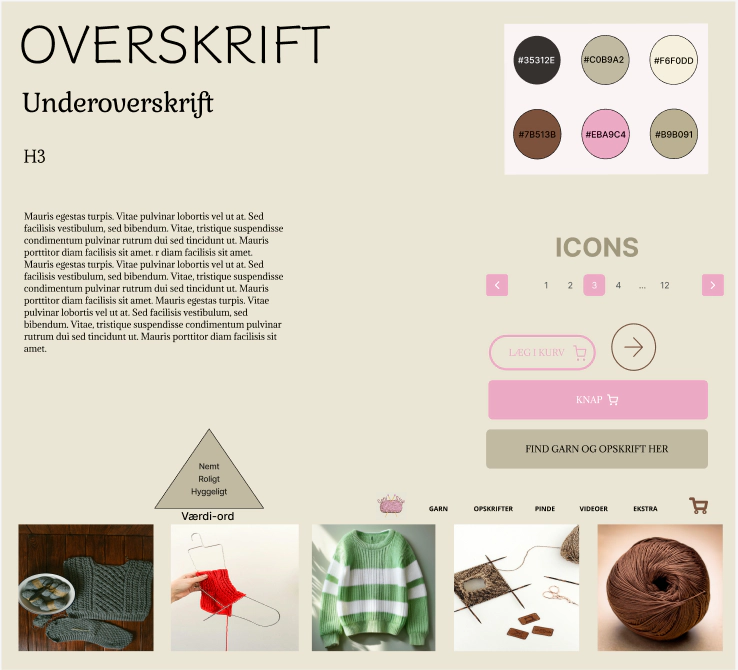 OVERSKRIFT
Underoverskrift
H3
#35312E
#C0B9A2
#F6F0DD
#7B513B
#EBA9C4
#B9B091
Mauris egestas turpis. Vitae pulvinar lobortis vel ut at. Sed
facilisis vestibulum, sed bibendum. Vitae, tristique suspendisse
condimentum pulvinar rutrum dui sed tincidunt ut. Mauris
porttitor diam facilisis sit amet. r diam facilisis sit amet.
Mauris egestas turpis. Vitae pulvinar lobortis vel ut at. Sed
facilisis vestibulum, sed bibendum. Vitae, tristique suspendisse
condimentum pulvinar rutrum dui sed tincidunt ut. Mauris
porttitor diam facilisis sit amet. Mauris egestas turpis. Vitae
pulvinar lobortis vel ut at. Sed facilisis vestibulum, sed
bibendum. Vitae, tristique suspendisse condimentum pulvinar
rutrum dui sed tincidunt ut. Mauris porttitor diam facilisis sit
amet.
ICONS
1 2 3 4 ... 12
LÆG I KURV
KNAP
FIND GARN OG OPSKRIFT HER
Nemt
Roligt
Hyggeligt
Værdi-ord
GARN OPSKRIFTER PINDE VIDEOER EKSTRA